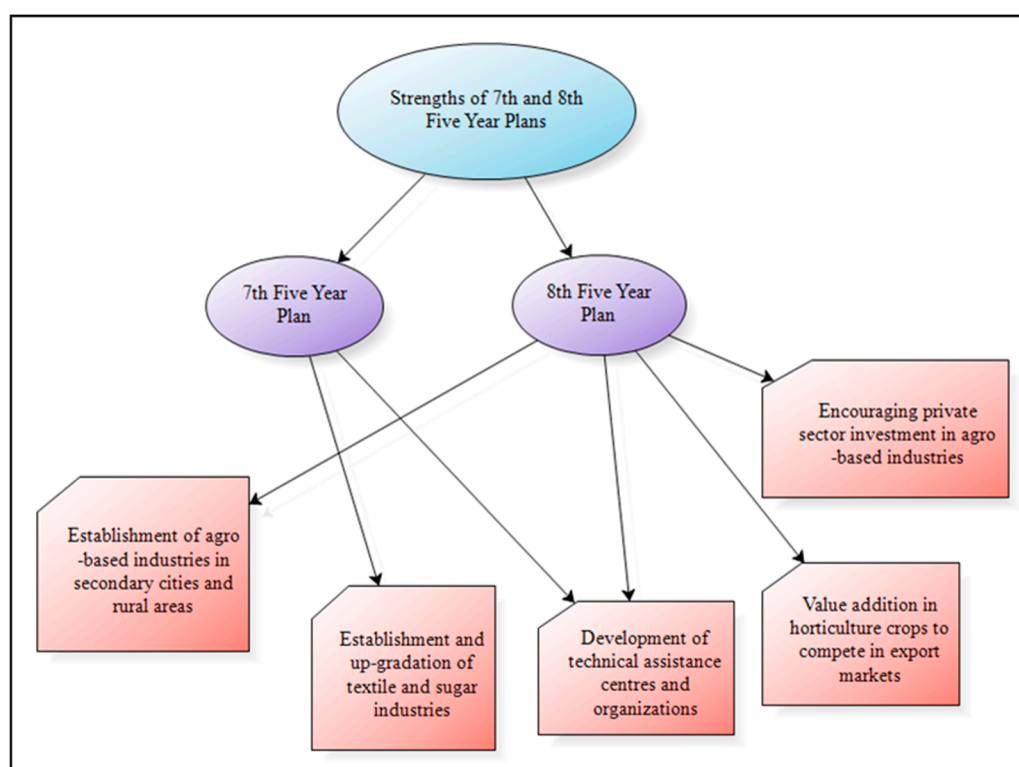 Strengths of 7th and 8th
Five Year Plans
7th Five Year
Plan
8th Five Year
Plan
Encouraging private
sector investment in agro
-based industries
Establishment of agro
-based industries in
secondary cities and
rural areas
Establishment and
up-gradation of
textile and sugar
industries
Development of
technical assistance
centres and
organizations
Value addition in
horticulture crops to
compete in export
markets